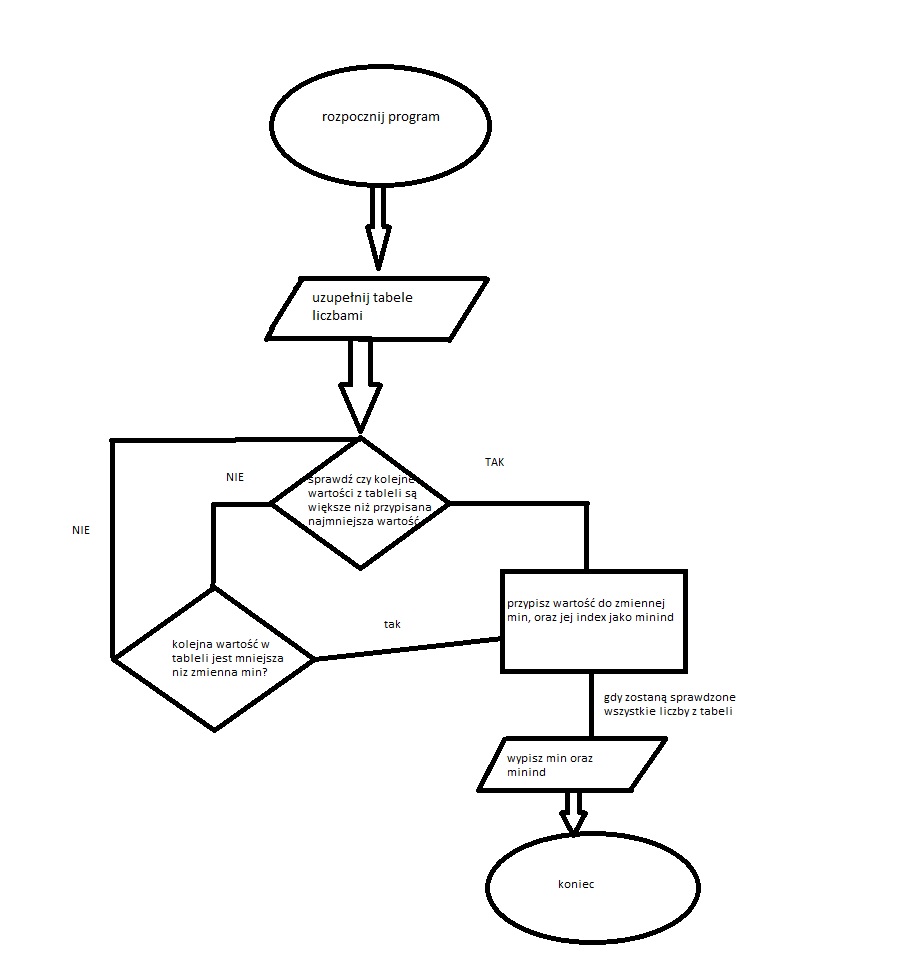 rozpocznij program
uzupełnij tabele
liczbami
TAK
NIE
sprawdź czy kolejne
wartości z tableli są
większe niż przypisana
najmniejsza wartość
NIE
przypisz wartość do zmiennej
min, oraz jej index jako minind
tak
kolejna wartość w
tableli jest mniejsza
niz zmienna min?
gdy zostaną sprawdzone
wszystkie liczby z tabeli
wypisz min oraz
minind
koniec